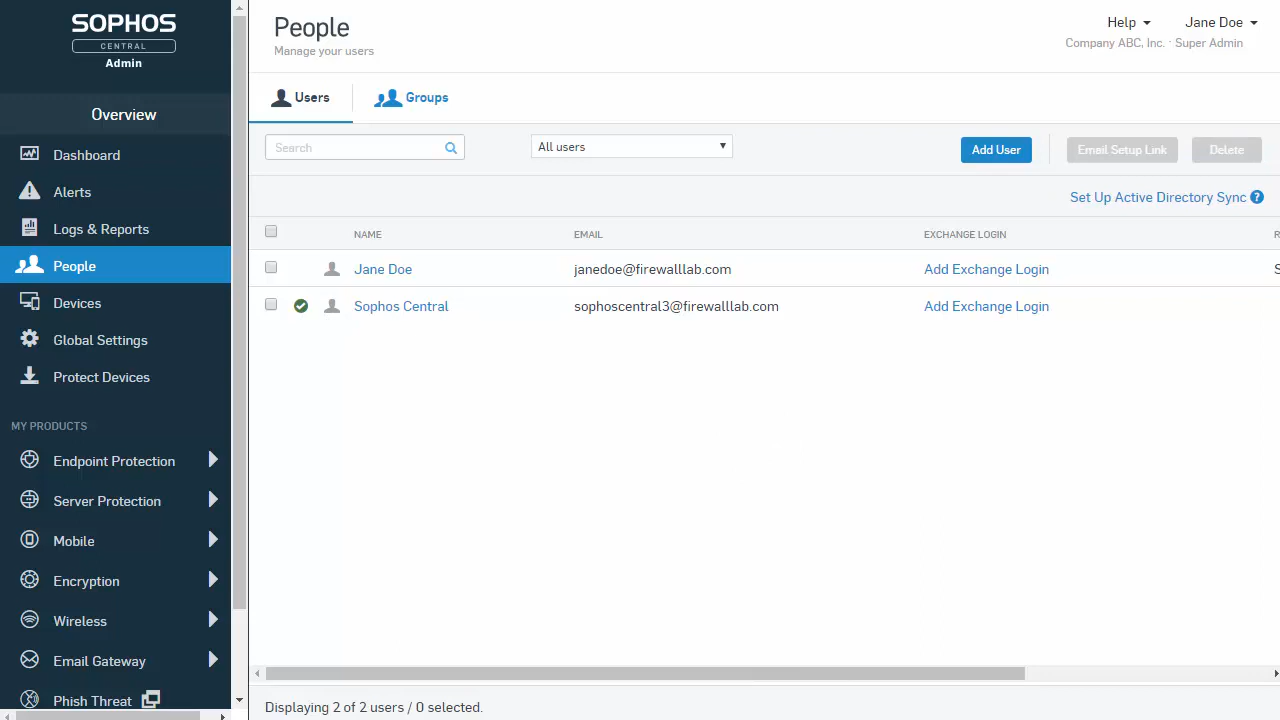 SOPHOS
CENTRAL
Admin
Overview
Dashboard
Alerts
Logs & Reports
People
Devices
Global Settings
Protect Devices
MY PRODUCTS
Endpoint Protection
Server Protection
Mobile
Encryption
Wireless
Email Gateway
Phish Threat
People
Manage your users
Help
Jane Doe
Company ABC, Inc. · Super Admin
Users
Groups
Search
All users
Add User
Email Setup Link
Delete
Set Up Active Directory Sync ?
NAME EMAIL EXCHANGE LOGIN R
Jane Doe janedoe@firewalllab.com Add Exchange Login S
Sophos Central sophoscentral3@firewalllab.com Add Exchange Login
Displaying 2 of 2 users / 0 selected.